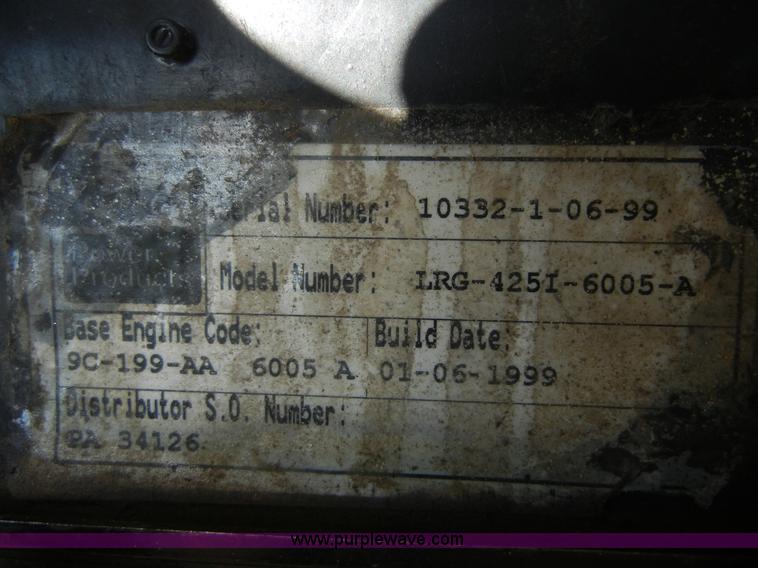 Serial Number: 10332-1-06-99
Power Products
Model Number: LRG-425I-6005-A
Base Engine Code: Build Date:
9C-199-AA 6005 A 01-06-1999
Distributor S.O. Number:
PA 34126
www.purplewave.com